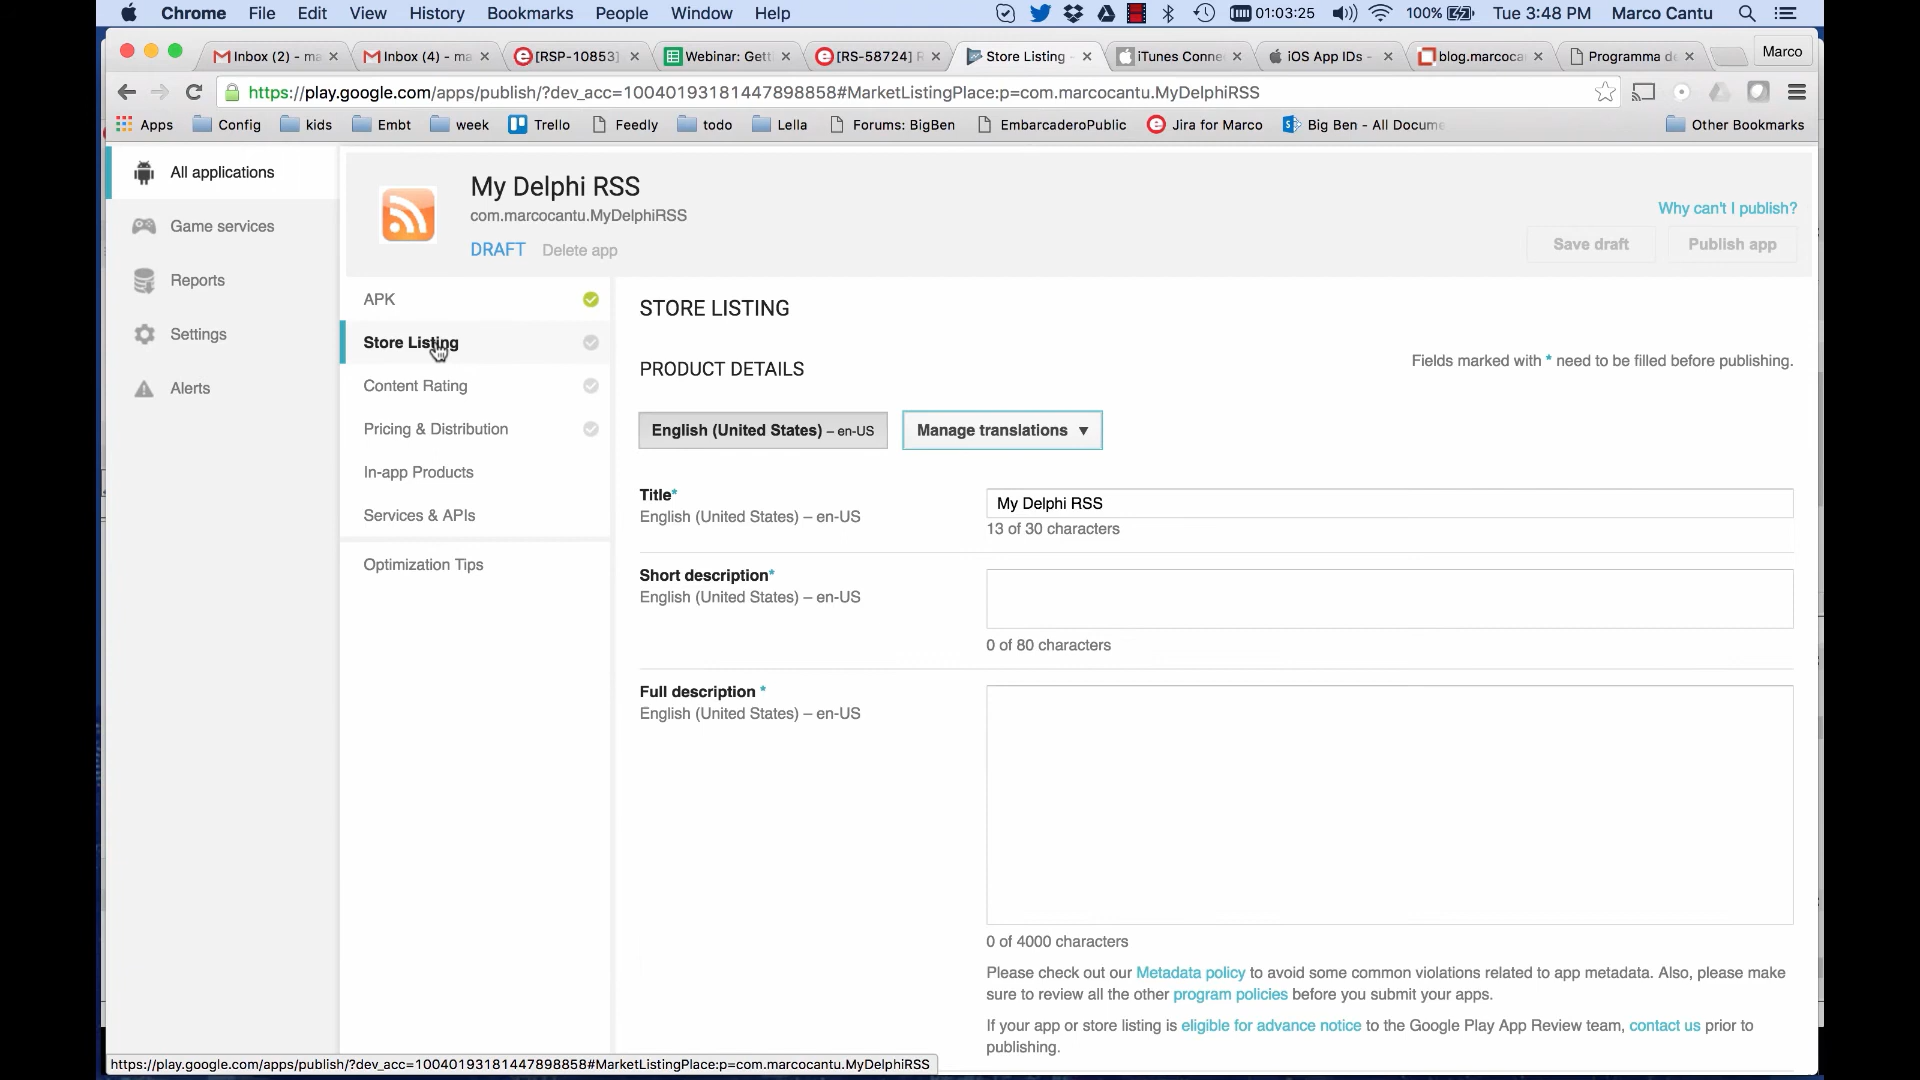 Chrome File Edit View History Bookmarks People Window Help 01:03:25 100% Tue 3:48 PM Marco Cantu
Inbox (2) - ma Inbox (4) - ma [RSP-10853] Webinar: Gett [RS-58724] Store Listing - iTunes Conne iOS App IDs - blog.marcoca Programma de Marco
https://play.google.com/apps/publish/?dev_acc=10040193181447898858#MarketListingPlace:p=com.marcocantu.MyDelphiRSS
Apps Config kids Embt week Trello Feedly todo Lella Forums: BigBen EmbarcaderoPublic Jira for Marco Big Ben - All Docume Other Bookmarks
All applications
Game services
Reports
Settings
Alerts
My Delphi RSS
com.marcocantu.MyDelphiRSS
DRAFT Delete app
Why can't I publish?
Save draft Publish app
APK
Store Listing
Content Rating
Pricing & Distribution
In-app Products
Services & APIs
Optimization Tips
STORE LISTING
PRODUCT DETAILS
Fields marked with * need to be filled before publishing.
English (United States) – en-US Manage translations ▼
Title*
English (United States) – en-US
My Delphi RSS
13 of 30 characters
Short description*
English (United States) – en-US
0 of 80 characters
Full description *
English (United States) – en-US
0 of 4000 characters
Please check out our Metadata policy to avoid some common violations related to app metadata. Also, please make
sure to review all the other program policies before you submit your apps.
If your app or store listing is eligible for advance notice to the Google Play App Review team, contact us prior to
publishing.
https://play.google.com/apps/publish/?dev_acc=10040193181447898858#MarketListingPlace:p=com.marcocantu.MyDelphiRSS